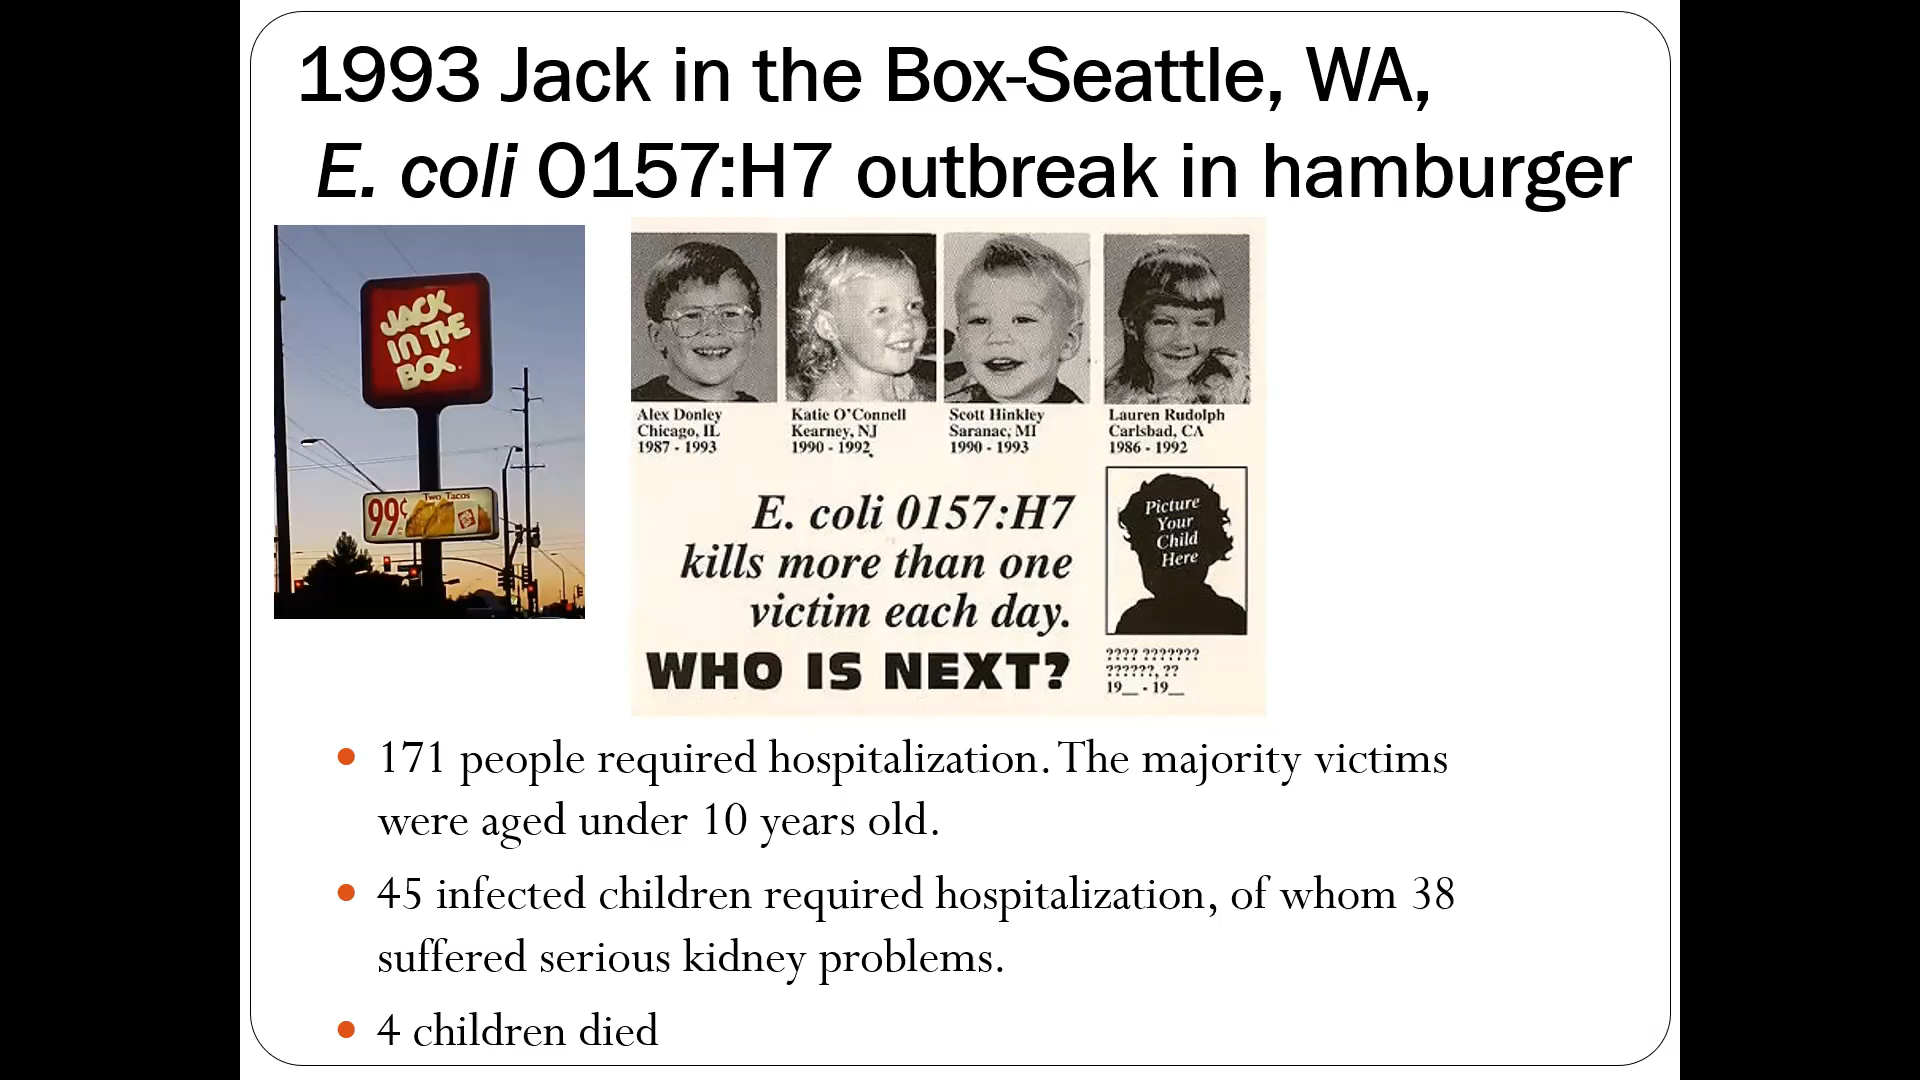 1993 Jack in the Box-Seattle, WA,
E. coli O157:H7 outbreak in hamburger
JACK
IN THE
BOX
99¢
Two Tacos
Alex Donley
Chicago, IL
1987 - 1993
Katie O'Connell
Kearney, NJ
1990 - 1992
Scott Hinkley
Saranac, MI
1990 - 1993
Lauren Rudolph
Carlsbad, CA
1986 - 1992
E. coli 0157:H7
kills more than one
victim each day.
WHO IS NEXT?
Picture
Your
Child
Here
???? ???????
??????, ??
19__ - 19__
• 171 people required hospitalization. The majority victims
were aged under 10 years old.
• 45 infected children required hospitalization, of whom 38
suffered serious kidney problems.
• 4 children died